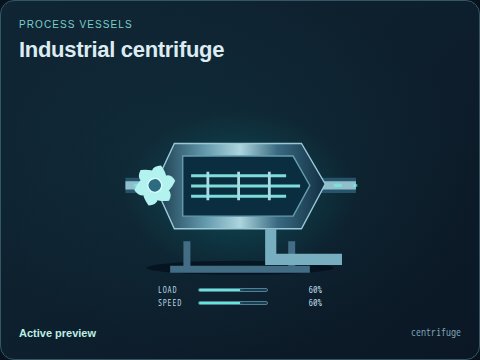 PROCESS VESSELS
Industrial centrifuge
LOAD 60%
SPEED 60%
Active preview centrifuge